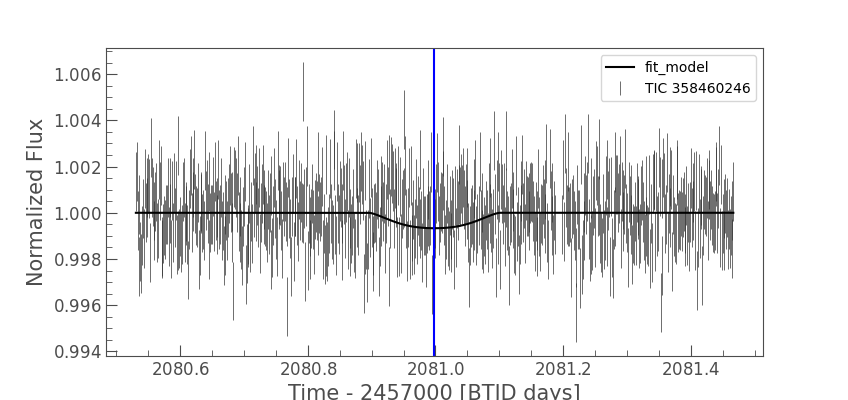 fit_model
TIC 358460246
Normalized Flux
1.006
1.004
1.002
1.000
0.998
0.996
0.994
2080.6 2080.8 2081.0 2081.2 2081.4
Time - 2457000 [BTJD days]